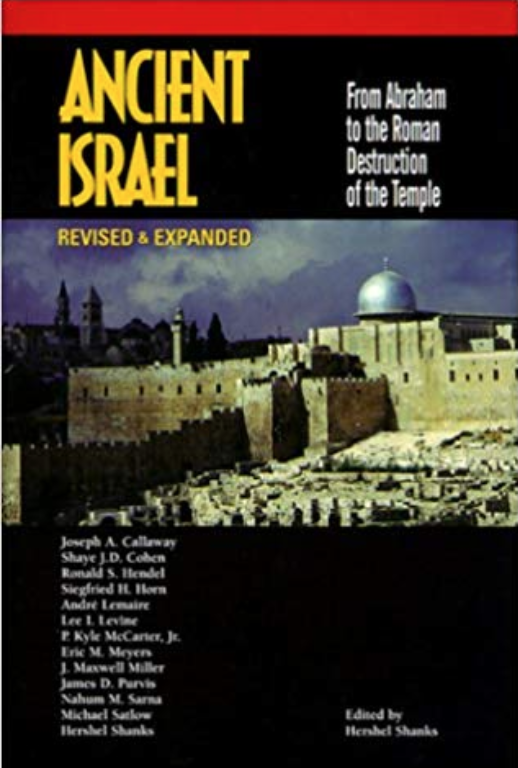 ANCIENT
ISRAEL
From Abraham
to the Roman
Destruction
of the Temple
REVISED & EXPANDED
Joseph A. Callaway
Shaye J.D. Cohen
Ronald S. Hendel
Siegfried H. Horn
André Lemaire
Lee I. Levine
P. Kyle McCarter, Jr.
Eric M. Meyers
J. Maxwell Miller
James D. Purvis
Nahum M. Sarna
Michael Satlow
Hershel Shanks
Edited by
Hershel Shanks